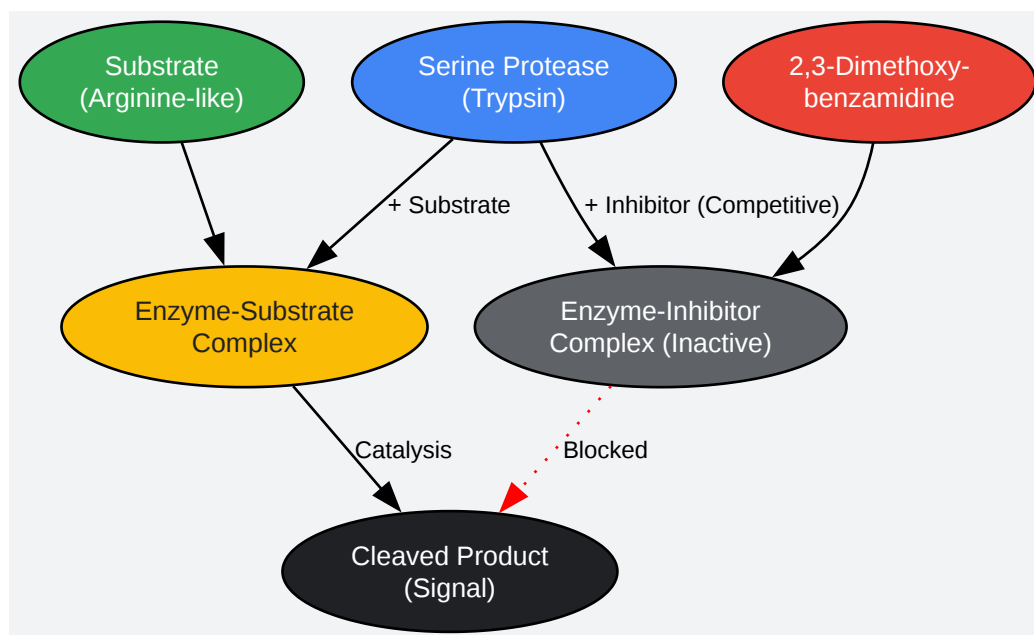 Substrate
(Arginine-like)
Serine Protease
(Trypsin)
2,3-Dimethoxy-
benzamidine
+ Substrate
+ Inhibitor (Competitive)
Enzyme-Substrate
Complex
Enzyme-Inhibitor
Complex (Inactive)
Catalysis
Blocked
Cleaved Product
(Signal)